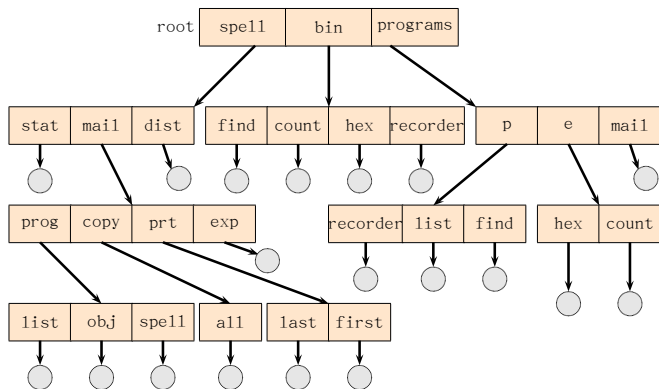 root spell bin programs
stat mail dist find count hex recorder p e mail
prog copy prt exp recorder list find hex count
list obj spell all last first